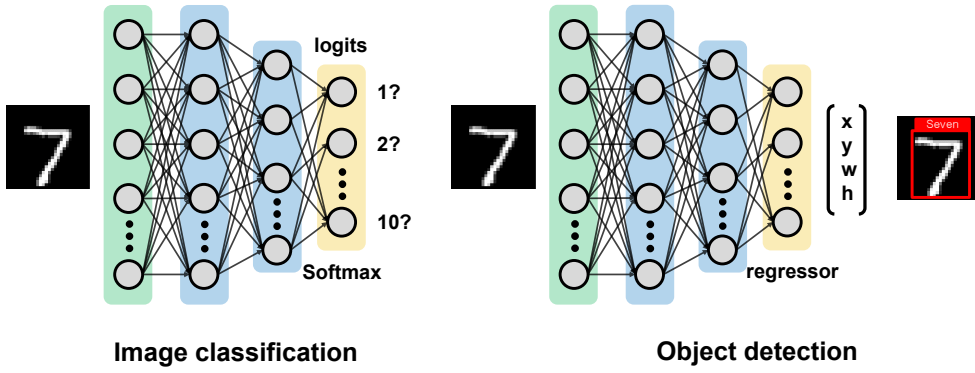 logits
1?
2?
10?
Softmax
Image classification
x
y
w
h
Seven
regressor
Object detection